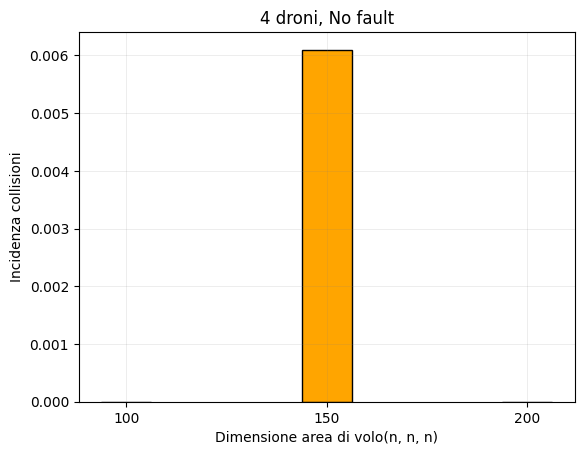 4 droni, No fault
Incidenza collisioni
0.006
0.005
0.004
0.003
0.002
0.001
0.000
100 150 200
Dimensione area di volo(n, n, n)